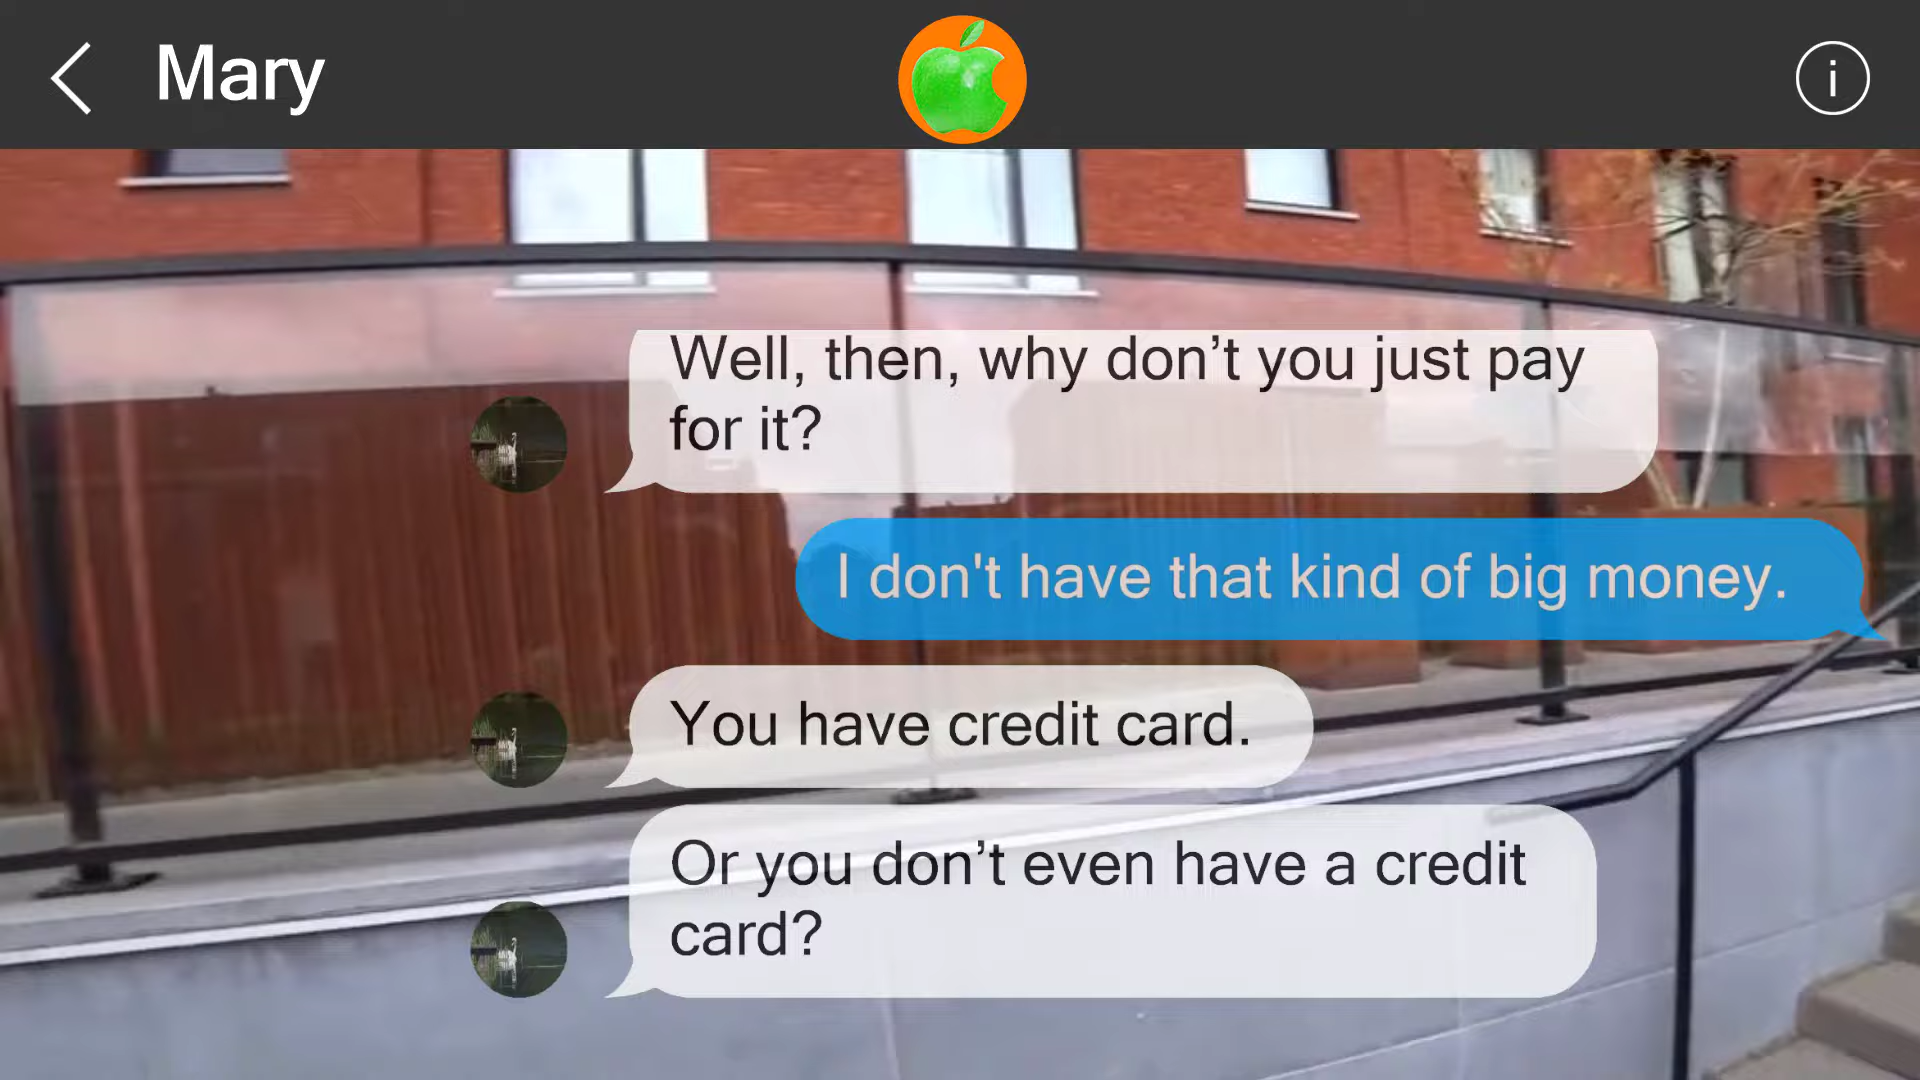 Mary
Well, then, why don’t you just pay
for it?
I don't have that kind of big money.
You have credit card.
Or you don’t even have a credit
card?